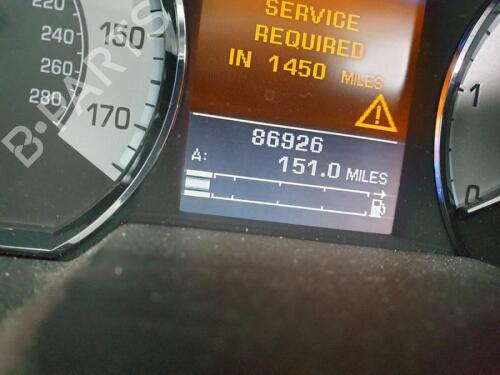 SERVICE
REQUIRED
IN 1450 MILES
86926
A: 151.0 MILES
220
240
260
280
150
170
1
0
B-PARTS